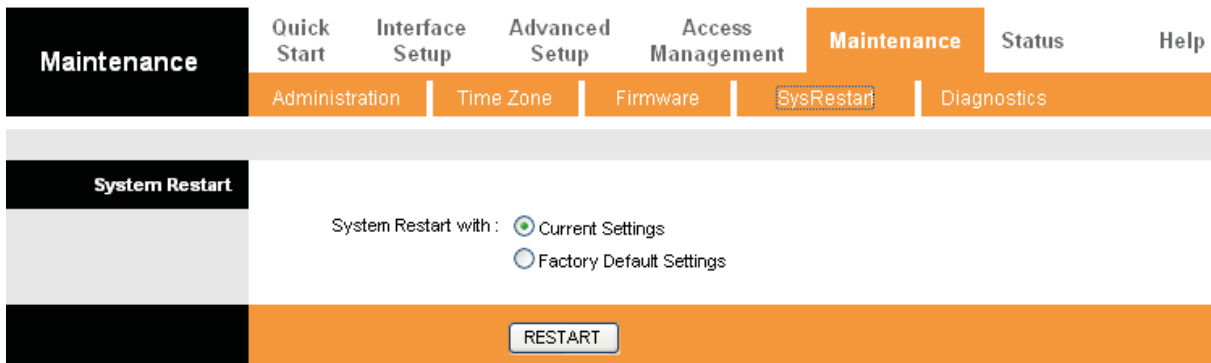 Maintenance
Quick Start
Interface Setup
Advanced Setup
Access Management
Maintenance
Status
Help
Administration
Time Zone
Firmware
SysRestart
Diagnostics
System Restart
System Restart with :
Current Settings
Factory Default Settings
RESTART